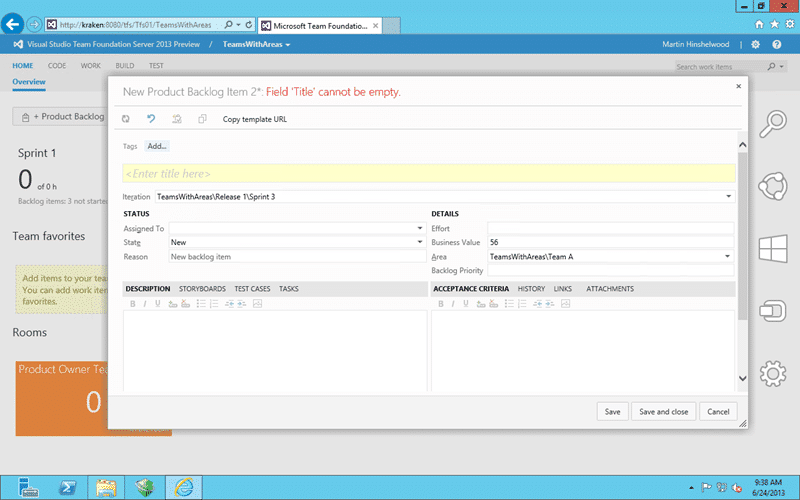 http://kraken:8080/tfs/Tfs01/TeamsWithAreas
Microsoft Team Foundatio...
Visual Studio Team Foundation Server 2013 Preview / TeamsWithAreas
Martin Hinshelwood
HOME CODE WORK BUILD TEST
Search work items
Overview
New Product Backlog Item 2*: Field 'Title' cannot be empty.
+ Product Backlog
Copy template URL
Tags Add...
Sprint 1
<Enter title here>
0 of 0 h
Iteration TeamsWithAreas\Release 1\Sprint 3
Backlog items: 3 not starte
STATUS
DETAILS
Assigned To
Effort
Team favorites
State New
Business Value 56
Reason New backlog item
Area TeamsWithAreas\Team A
Backlog Priority
Add items to your tea
You can add work item
favorites.
DESCRIPTION STORYBOARDS TEST CASES TASKS
ACCEPTANCE CRITERIA HISTORY LINKS ATTACHMENTS
B I U
B I U
Rooms
Product Owner Tea
0
Save Save and close Cancel
9:38 AM
6/24/2013